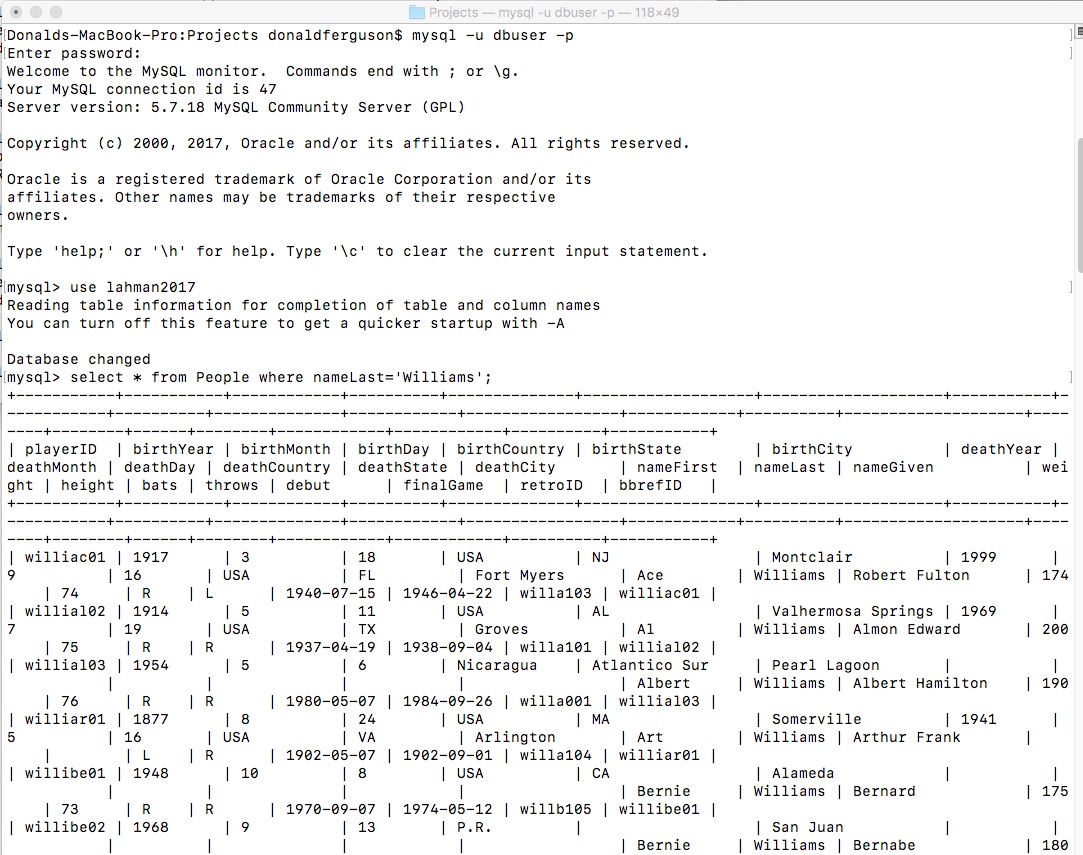 Projects — mysql -u dbuser -p — 118×49
Donalds-MacBook-Pro:Projects donaldferguson$ mysql -u dbuser -p
Enter password:
Welcome to the MySQL monitor.  Commands end with ; or \g.
Your MySQL connection id is 47
Server version: 5.7.18 MySQL Community Server (GPL)
Copyright (c) 2000, 2017, Oracle and/or its affiliates. All rights reserved.
Oracle is a registered trademark of Oracle Corporation and/or its
affiliates. Other names may be trademarks of their respective
owners.
Type 'help;' or '\h' for help. Type '\c' to clear the current input statement.
mysql> use lahman2017
Reading table information for completion of table and column names
You can turn off this feature to get a quicker startup with -A
Database changed
mysql> select * from People where nameLast='Williams';
| playerID  | birthYear | birthMonth | birthDay | birthCountry | birthState        | birthCity          | deathYear |
deathMonth | deathDay | deathCountry | deathState | deathCity       | nameFirst  | nameLast | nameGiven          | wei
ght | height | bats | throws | debut      | finalGame  | retroID  | bbrefID   |
| williac01 | 1917      | 3          | 18       | USA          | NJ                | Montclair          | 1999      |
9          | 16       | USA          | FL         | Fort Myers      | Ace        | Williams | Robert Fulton      | 174
    | 74     | R    | L      | 1940-07-15 | 1946-04-22 | willa103 | williac01 |
| willial02 | 1914      | 5          | 11       | USA          | AL                | Valhermosa Springs | 1969      |
7          | 19       | USA          | TX         | Groves          | Al         | Williams | Almon Edward       | 200
    | 75     | R    | R      | 1937-04-19 | 1938-09-04 | willa101 | willial02 |
| willial03 | 1954      | 5          | 6        | Nicaragua    | Atlantico Sur     | Pearl Lagoon       |           |
           |          |              |            |                 | Albert     | Williams | Albert Hamilton    | 190
    | 76     | R    | R      | 1980-05-07 | 1984-09-26 | willa001 | willial03 |
| williar01 | 1877      | 8          | 24       | USA          | MA                | Somerville         | 1941      |
5          | 16       | USA          | VA         | Arlington       | Art        | Williams | Arthur Frank       |
    |        | L    | R      | 1902-05-07 | 1902-09-01 | willa104 | williar01 |
| willibe01 | 1948      | 10         | 8        | USA          | CA                | Alameda            |           |
           |          |              |            |                 | Bernie     | Williams | Bernard            | 175
    | 73     | R    | R      | 1970-09-07 | 1974-05-12 | willb105 | willibe01 |
| willibe02 | 1968      | 9          | 13       | P.R.         |                   | San Juan           |           |
           |          |              |            |                 | Bernie     | Williams | Bernabe            | 180